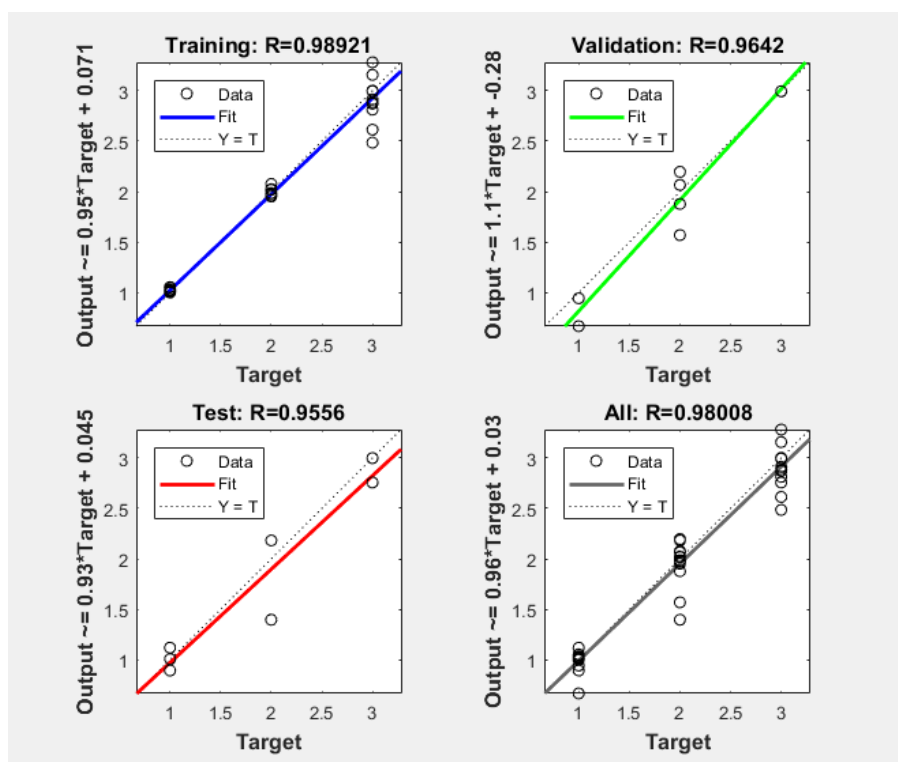 Training: R=0.98921
Output ~= 0.95*Target + 0.071
Data
Fit
Y = T
3
2.5
2
1.5
1
1 1.5 2 2.5 3
Target
Validation: R=0.9642
Output ~= 1.1*Target + -0.28
Data
Fit
Y = T
3
2.5
2
1.5
1
1 1.5 2 2.5 3
Target
Test: R=0.9556
Output ~= 0.93*Target + 0.045
Data
Fit
Y = T
3
2.5
2
1.5
1
1 1.5 2 2.5 3
Target
All: R=0.98008
Output ~= 0.96*Target + 0.03
Data
Fit
Y = T
3
2.5
2
1.5
1
1 1.5 2 2.5 3
Target